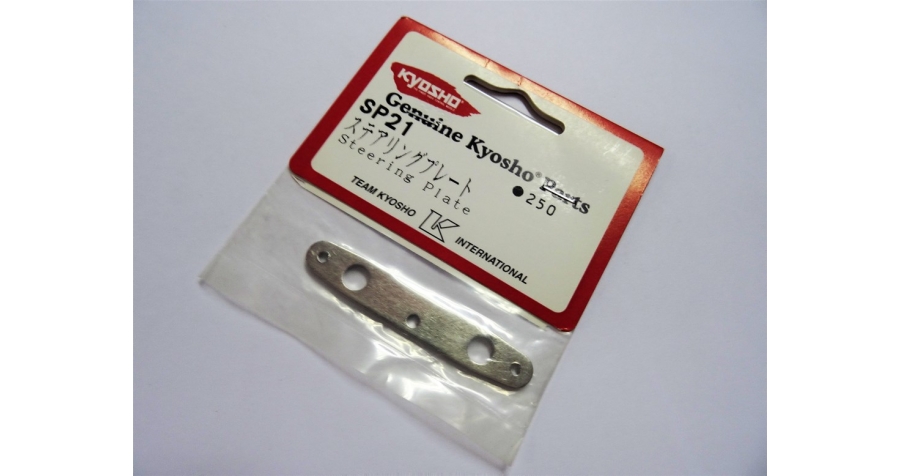 KYOSHO
Genuine Kyosho® Parts
SP21
ステアリングプレート
Steering Plate
●250
TEAM KYOSHO K INTERNATIONAL